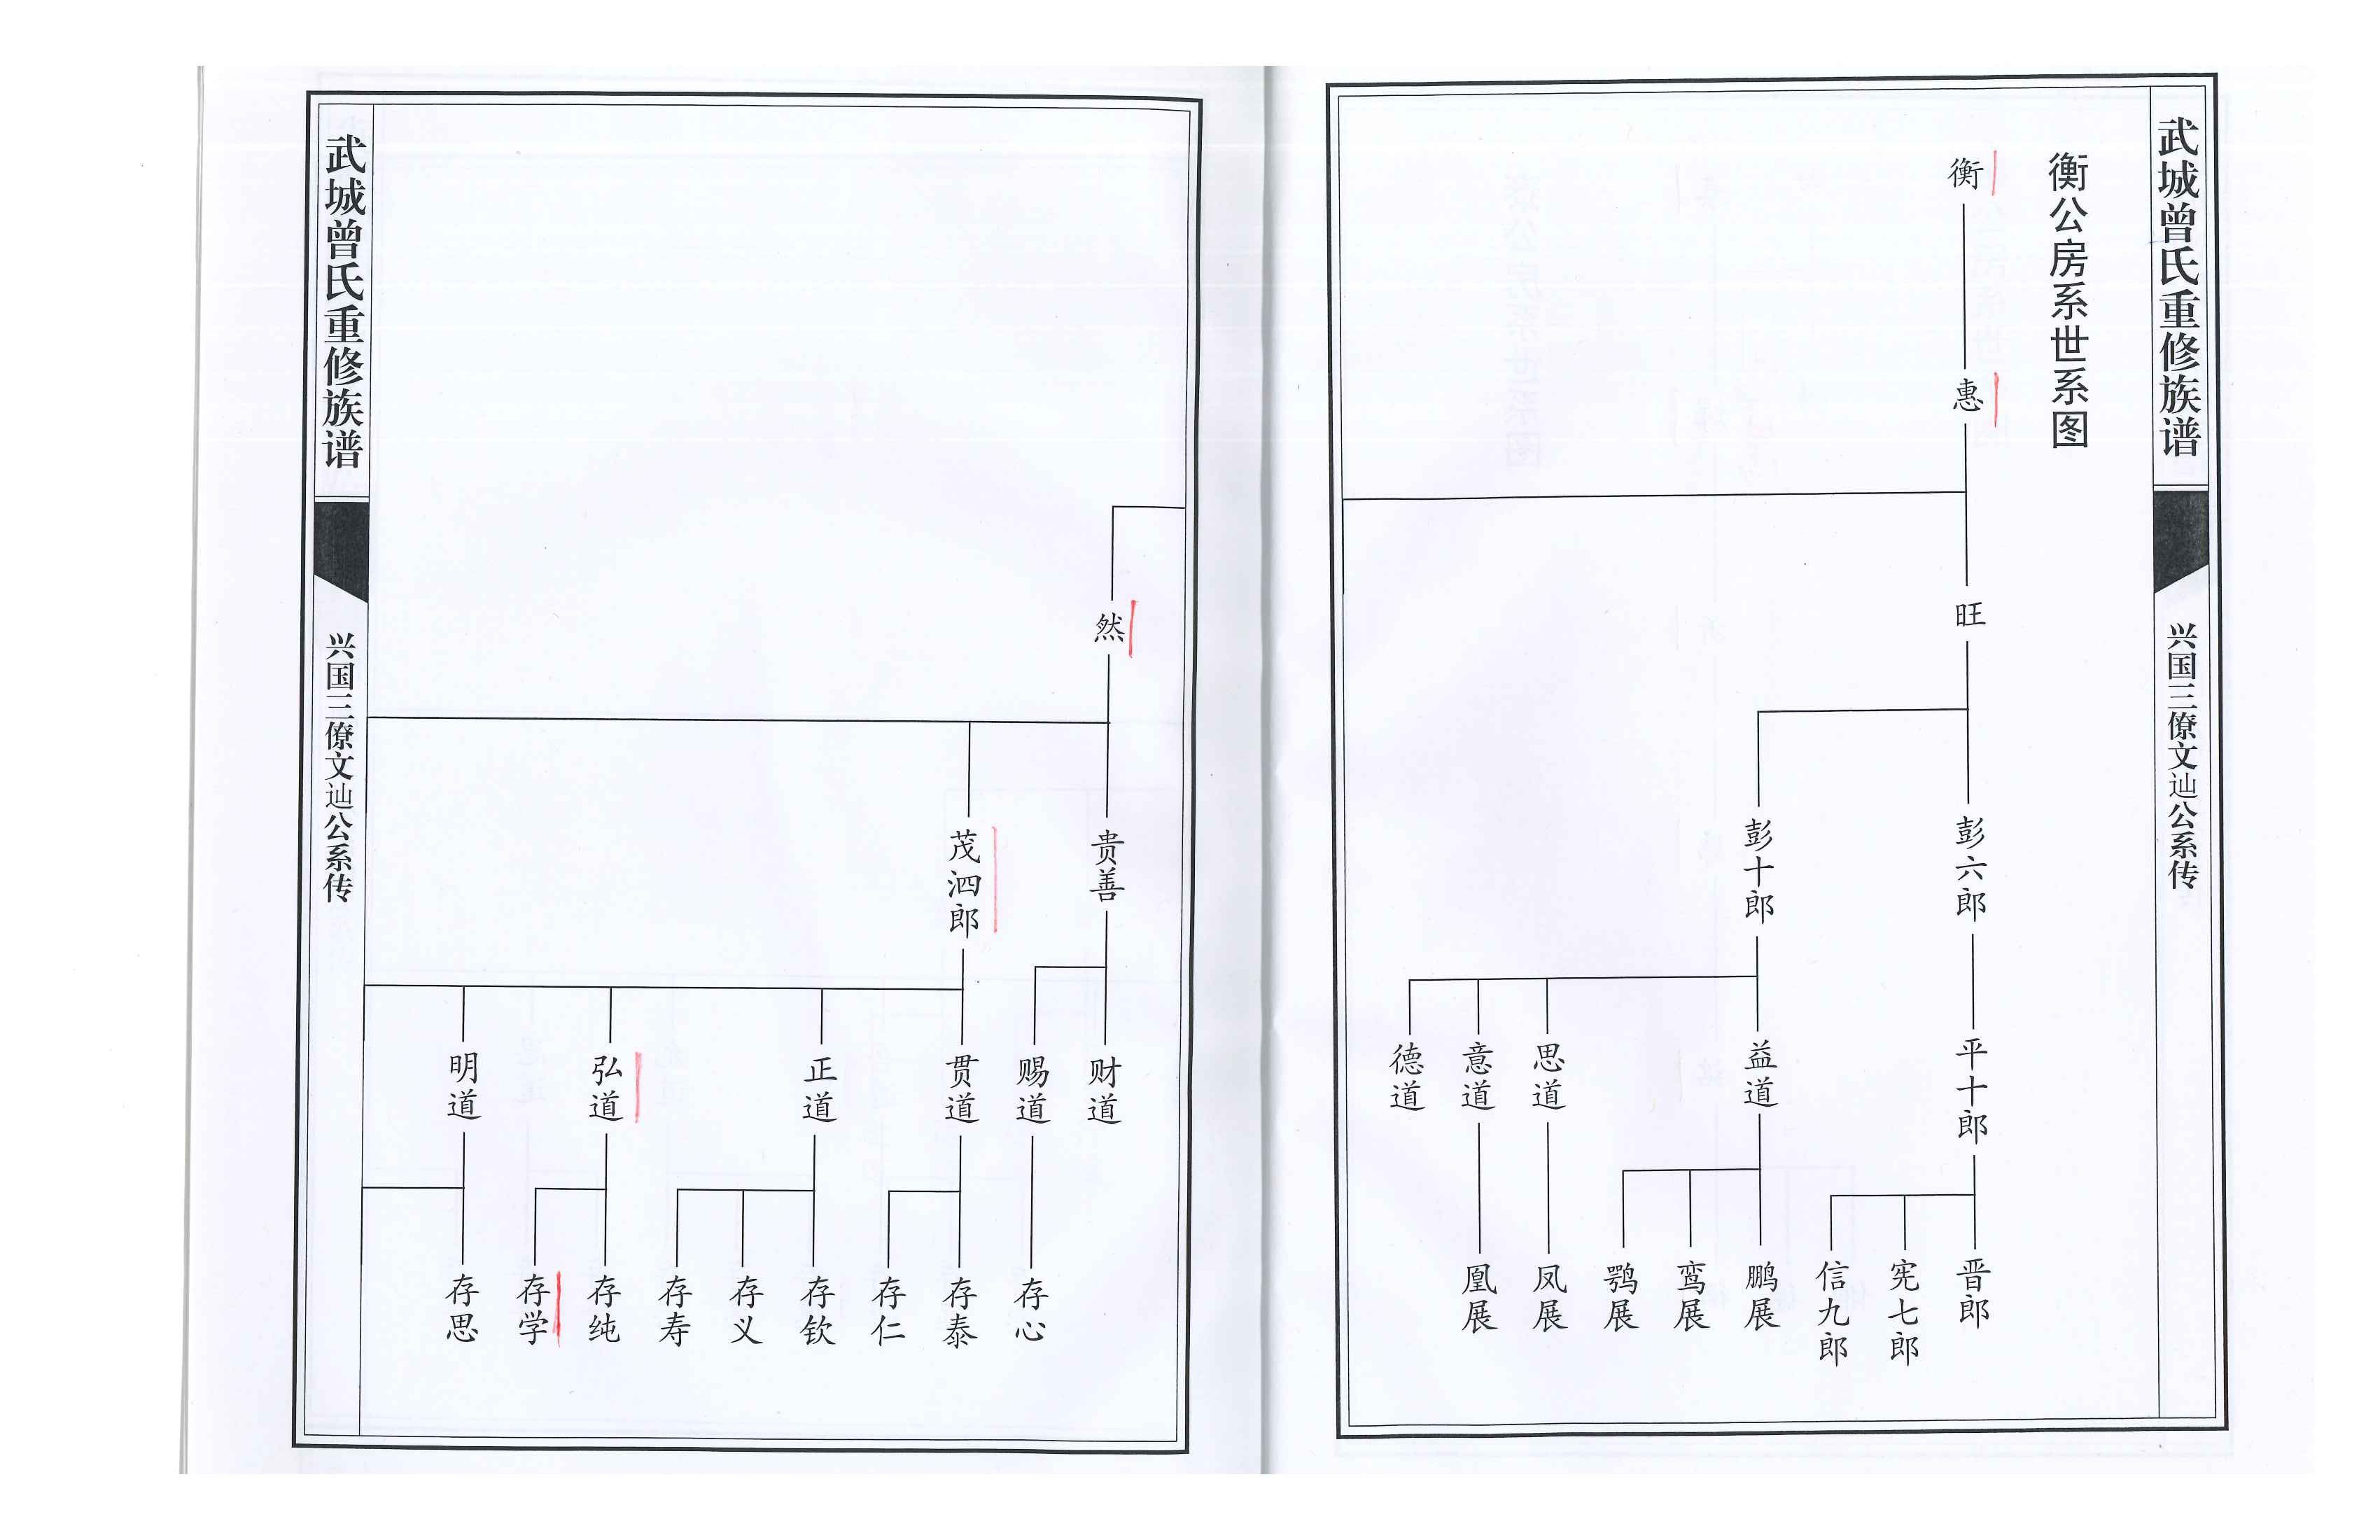 武城曾氏重修族谱
兴国三僚文辿公系传
衡公房系世系图
衡
惠
旺
彭六郎
彭十郎
平十郎
益道
思道
意道
德道
晋郎
宪七郎
信九郎
鹏展
鸾展
鹗展
凤展
凰展
然
贵善
茂泗郎
财道
赐道
贯道
正道
弘道
明道
存心
存泰
存仁
存钦
存义
存寿
存纯
存学
存思
武城曾氏重修族谱
兴国三僚文辿公系传